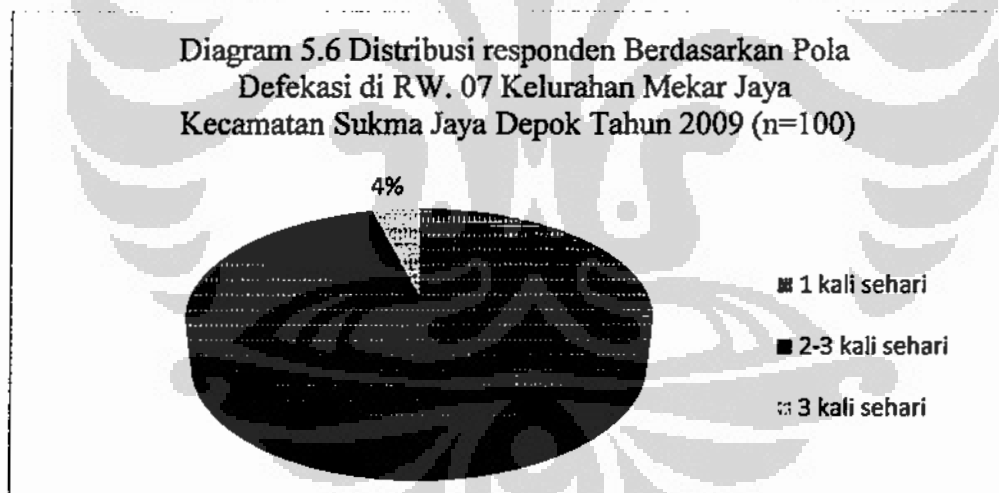 Diagram 5.6 Distribusi responden Berdasarkan Pola
Defekasi di RW. 07 Kelurahan Mekar Jaya
Kecamatan Sukma Jaya Depok Tahun 2009 (n=100)
4%
1 kali sehari
2-3 kali sehari
3 kali sehari